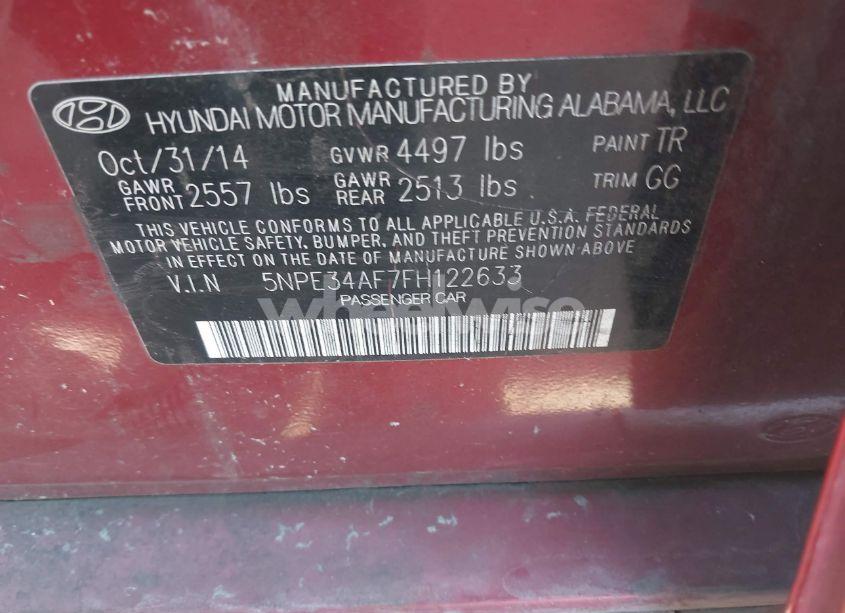 MANUFACTURED BY
HYUNDAI MOTOR MANUFACTURING ALABAMA, LLC
Oct/31/14 GVWR 4497 lbs PAINT TR
GAWR FRONT 2557 lbs GAWR REAR 2513 lbs TRIM GG
THIS VEHICLE CONFORMS TO ALL APPLICABLE U.S.A. FEDERAL
MOTOR VEHICLE SAFETY, BUMPER, AND THEFT PREVENTION STANDARDS
IN EFFECT ON THE DATE OF MANUFACTURE SHOWN ABOVE
V.I.N 5NPE34AF7FH122633
PASSENGER CAR
wheelwise